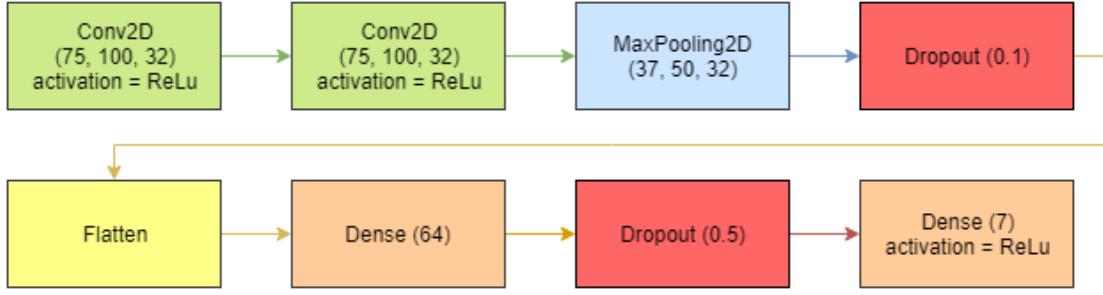 Conv2D
(75, 100, 32)
activation = ReLu
Conv2D
(75, 100, 32)
activation = ReLu
MaxPooling2D
(37, 50, 32)
Dropout (0.1)
Flatten
Dense (64)
Dropout (0.5)
Dense (7)
activation = ReLu